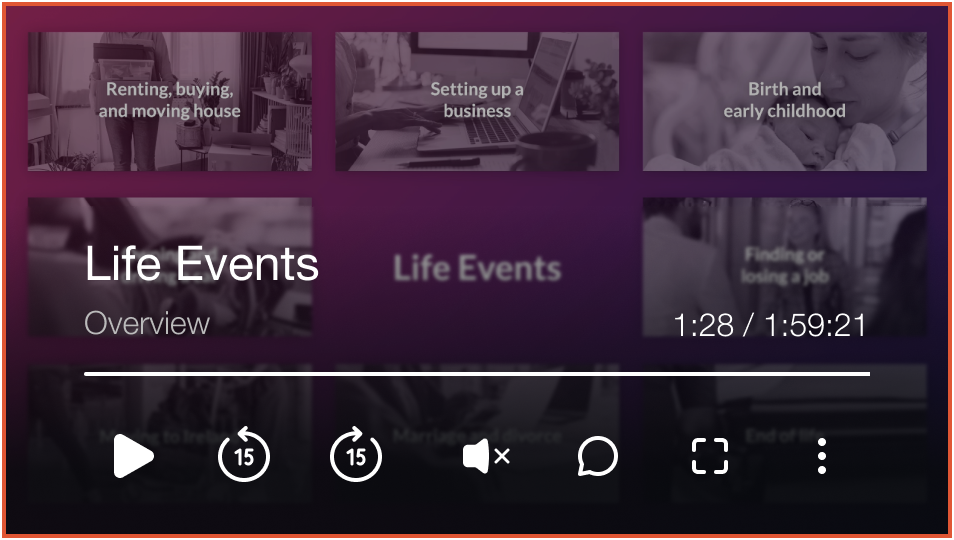 Renting, buying,
and moving house
Setting up a
business
Birth and
early childhood
Life Events
Life Events
Finding or
losing a job
Overview
1:28 / 1:59:21
Marriage and divorce
End of life
15
15